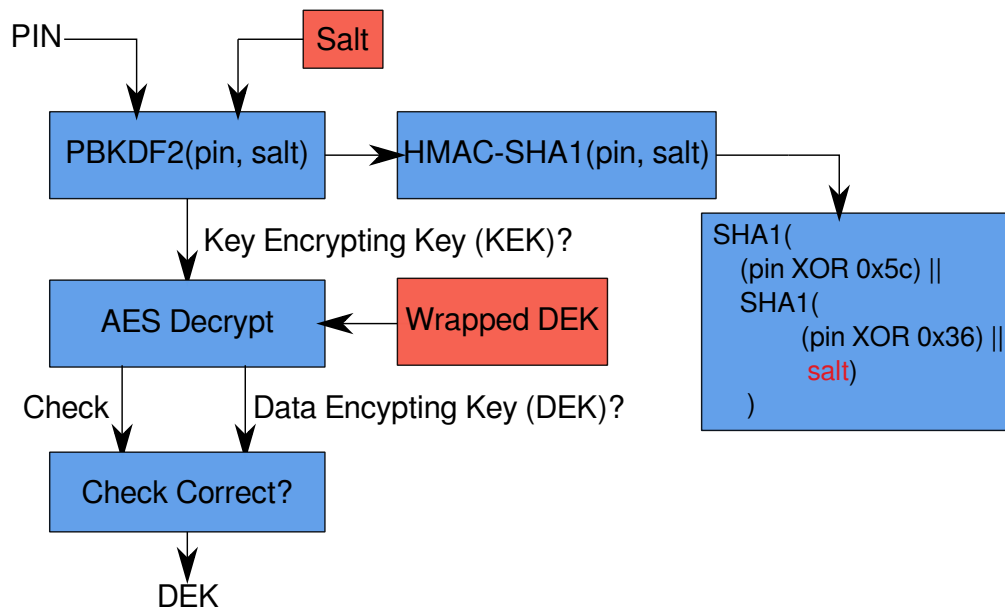 PIN
Salt
PBKDF2(pin, salt)
HMAC-SHA1(pin, salt)
Key Encrypting Key (KEK)?
SHA1(
(pin XOR 0x5c) ||
SHA1(
(pin XOR 0x36) ||
salt)
)
AES Decrypt
Wrapped DEK
Check
Data Encypting Key (DEK)?
Check Correct?
DEK